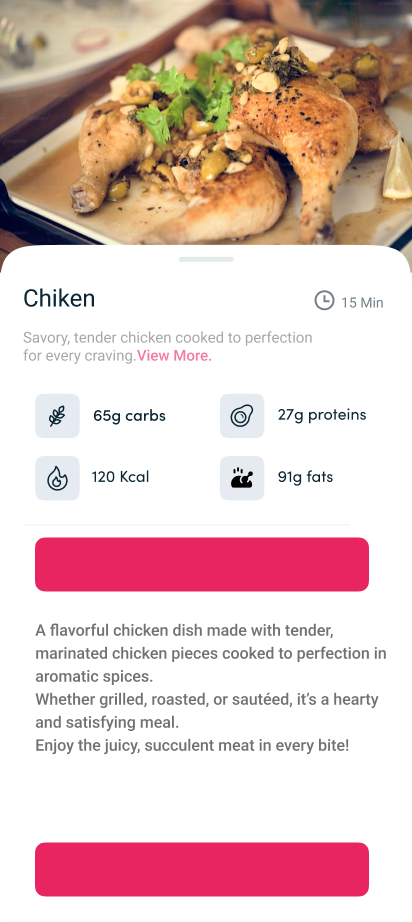 Chiken
15 Min
Savory, tender chicken cooked to perfection
for every craving.View More.
65g carbs
27g proteins
120 Kcal
91g fats
A flavorful chicken dish made with tender,
marinated chicken pieces cooked to perfection in
aromatic spices.
Whether grilled, roasted, or sautéed, it’s a hearty
and satisfying meal.
Enjoy the juicy, succulent meat in every bite!